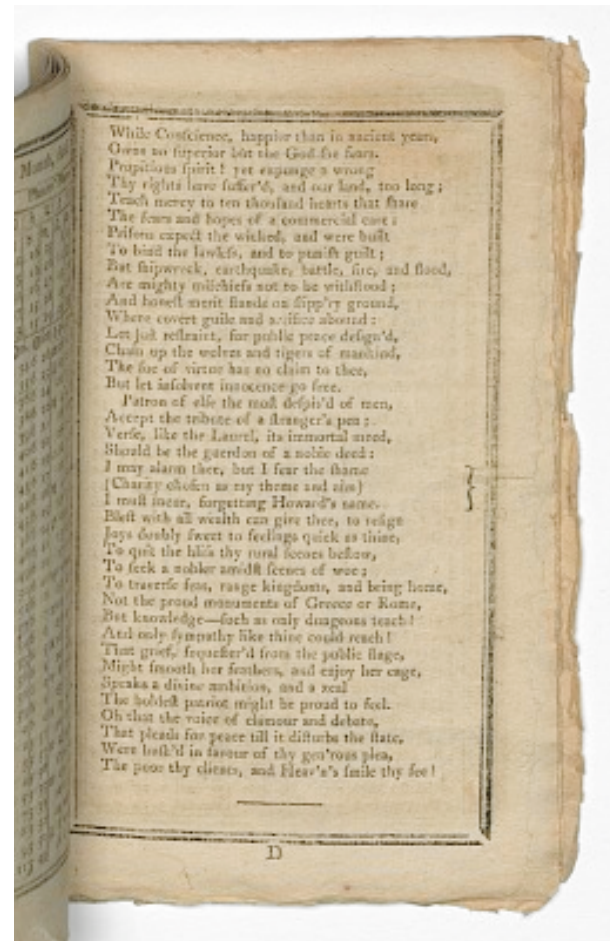 Month,
While Conſcience, happier than in ancient years,
Owns no ſuperior but the God ſhe fears.
Propitious ſpirit! yet expunge a wrong
Thy rights have ſuffer'd, and our land, too long;
Teach mercy to ten thouſand hearts that ſhare
The fears and hopes of a commercial care:
Priſons expect the wicked, and were built
To bind the lawleſs, and to puniſh guilt;
But ſhipwreck, earthquake, battle, fire, and flood,
Are mighty miſchiefs not to be withſtood;
And honeſt merit ſtands on ſlipp'ry ground,
Where covert guile and artifice abound:
Let juſt reſtraint, for public peace deſign'd,
Chain up the wolves and tigers of mankind,
The foe of virtue has no claim to thee,
But let inſolvent innocence go free.
Patron of elſe the moſt deſpis'd of men,
Accept the tribute of a ſtranger's pen;
Verſe, like the Laurel, its immortal meed,
Should be the guerdon of a noble deed:
I may alarm thee, but I fear the ſhame
(Charity choſen as my theme and aim)
I muſt incur, forgetting Howard's name.
Bleſt with all wealth can give thee, to reſign
Joys doubly ſweet to feelings quick as thine,
To quit the bliſs thy rural ſcenes beſtow,
To ſeek a nobler amidſt ſcenes of woe;
To traverſe ſeas, range kingdoms, and bring home,
Not the proud monuments of Greece or Rome,
But knowledge—ſuch as only dungeons teach!
And only ſympathy like thine could reach!
That grief, ſequeſter'd from the public ſtage,
Might ſmooth her feathers, and enjoy her cage,
Speaks a divine ambition, and a zeal
The boldeſt patriot might be proud to feel.
Oh that the voice of clamour and debate,
That pleads for peace till it diſturbs the ſtate,
Were huſh'd in favour of thy gen'rous plea,
The poor thy clients, and Heav'n's ſmile thy fee!
D